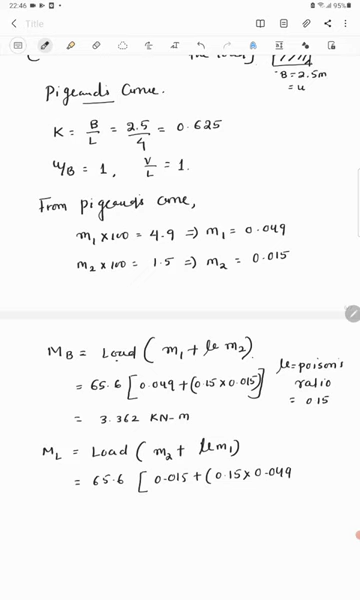 22:46
95%
Title
B = 2.5m
= u
Pigeauds Curve.
K = B/L = 2.5/4 = 0.625
u/B = 1, V/L = 1.
From pigeauds curve,
m₁ × 100 = 4.9 ⇒ m₁ = 0.049
m₂ × 100 = 1.5 ⇒ m₂ = 0.015
M_B = Load ( m₁ + μ m₂ )
= 65.6 [ 0.049 + (0.15 × 0.015) ]
= 3.362 KN-m
μ = poison's
ratio
= 0.15
M_L = Load ( m₂ + μ m₁ )
= 65.6 [ 0.015 + ( 0.15 × 0.049